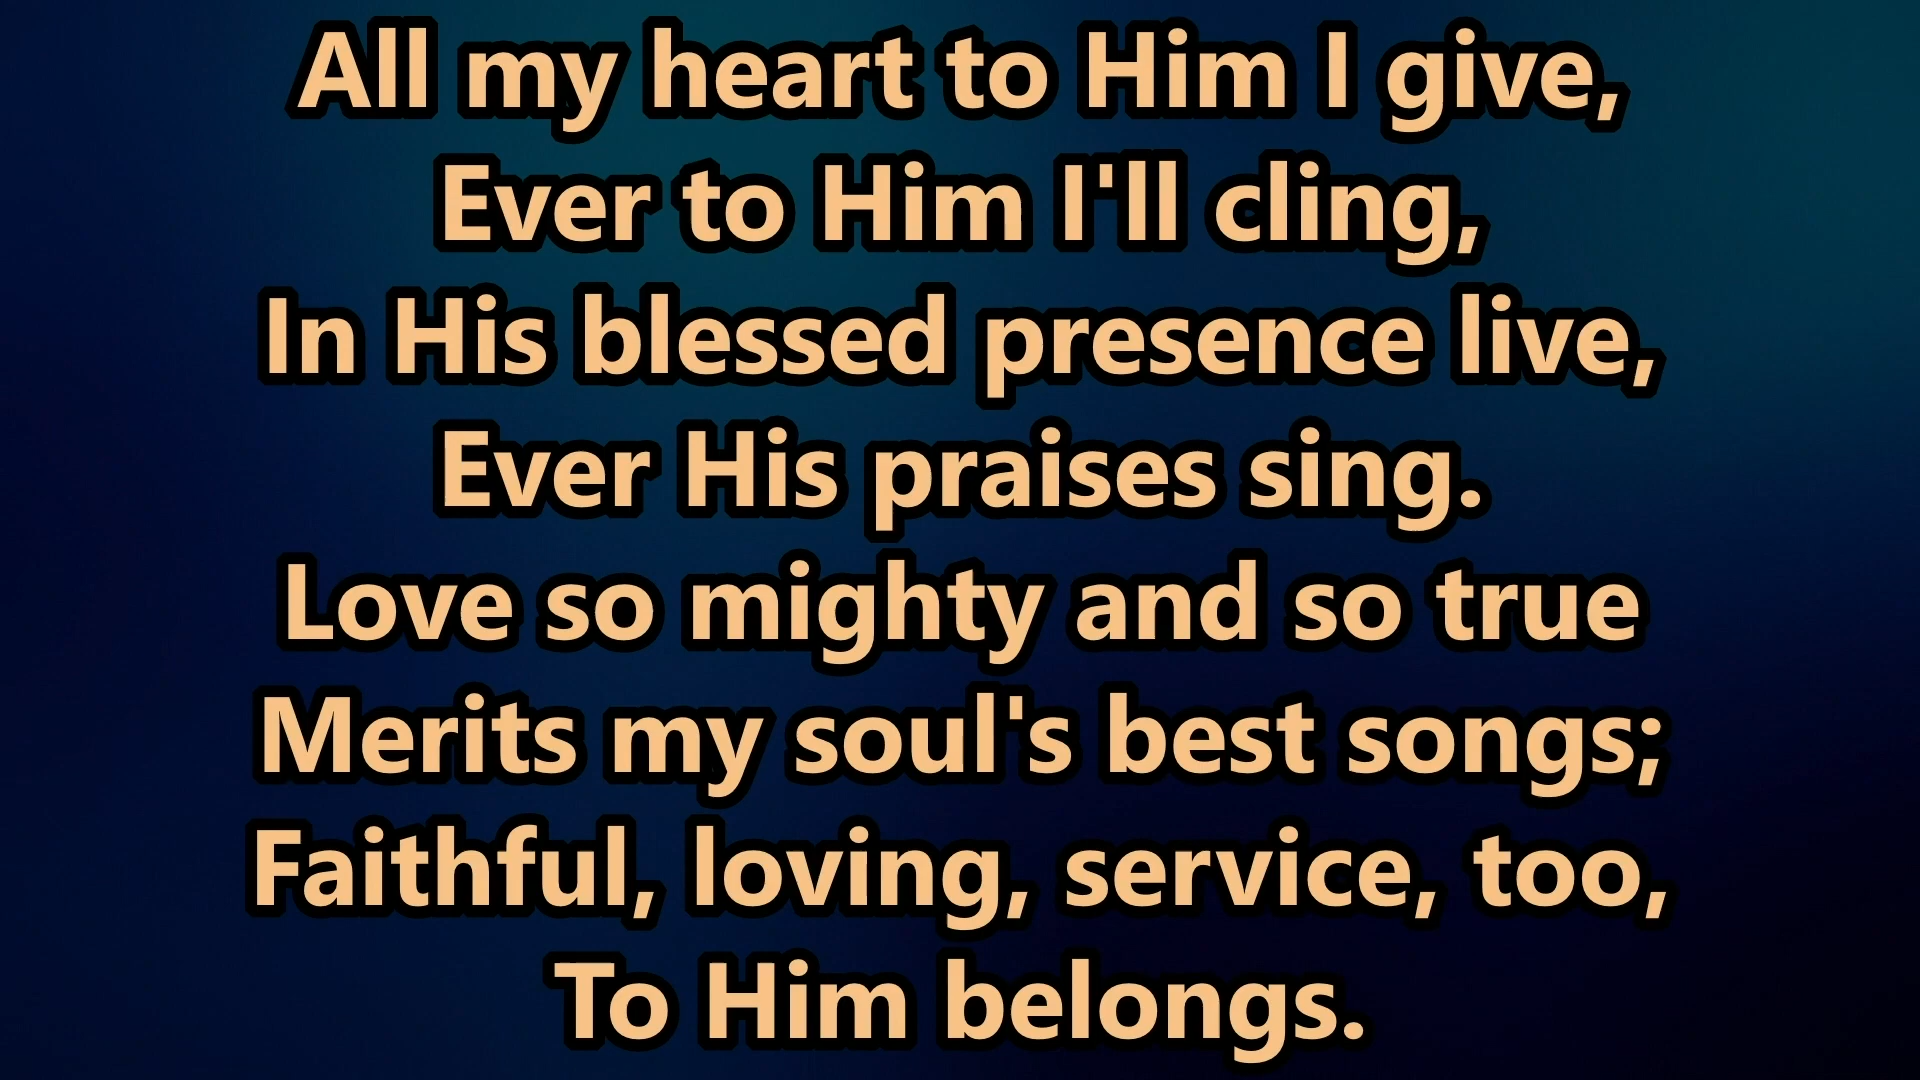 All my heart to Him I give,
Ever to Him I'll cling,
In His blessed presence live,
Ever His praises sing.
Love so mighty and so true
Merits my soul's best songs;
Faithful, loving, service, too,
To Him belongs.